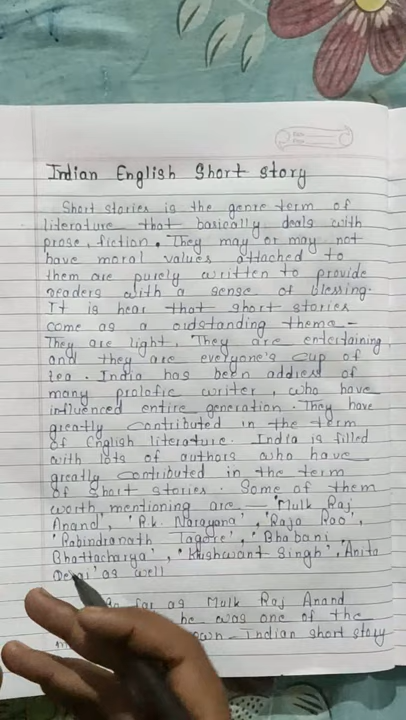 Indian English Short Story
Short stories is the genre term of
literature that basically deals with
prose, fiction. They may or may not
have moral values attached to
them are purely written to provide
readers with a sense of blessing.
It is hear that short stories
come as a oudstanding theme -
They are light. They are entertaining,
and they are everyone's cup of
tea. India has been address of
many prolofic writer, who have
influenced entire generation. They have
greatly contributed in the term
of English literature. India is filled
with lots of authors who have
greatly contributed in the term
of short stories. Some of them
worth mentioning are - 'Mulk Raj
Anand, 'R.k. Narayana', 'Raja Rao',
'Rabindranath Tagore', 'Bhabani
Bhattacharya', 'Khushwant Singh', 'Anita
Desai' as well
far as Mulk Raj Anand
he was one of the
Indian short story